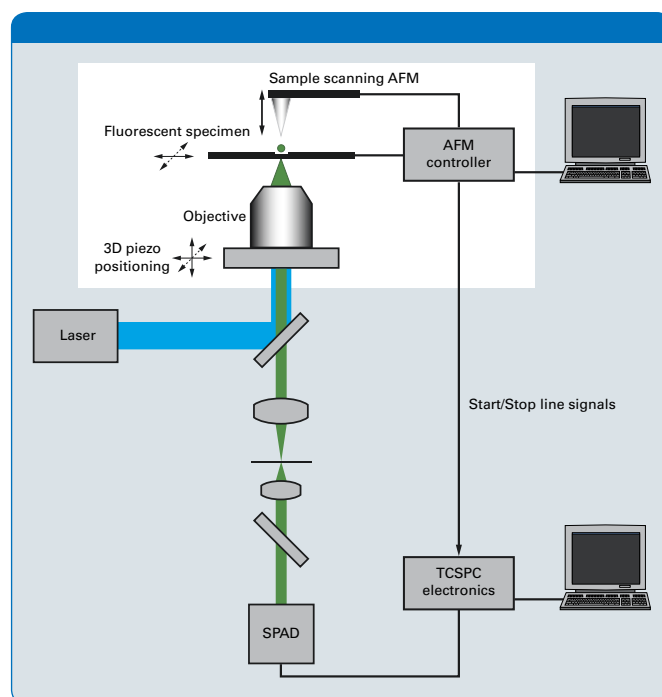 Sample scanning AFM
Fluorescent specimen
AFM
controller
Objective
3D piezo
positioning
Laser
Start/Stop line signals
TCSPC
electronics
SPAD